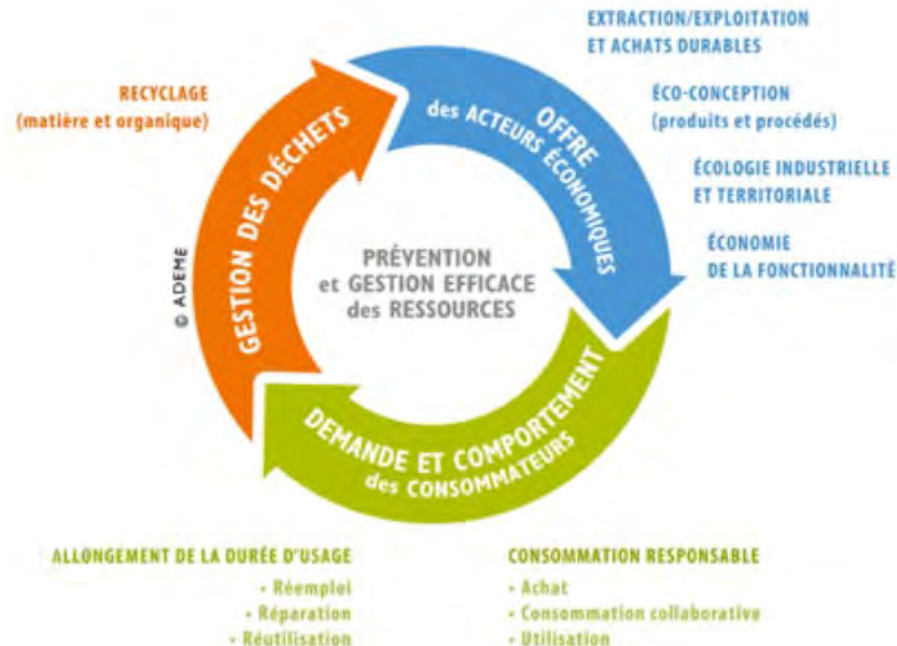 EXTRACTION/EXPLOITATION
ET ACHATS DURABLES
RECYCLAGE
(matière et organique)
ÉCO-CONCEPTION
(produits et procédés)
ÉCOLOGIE INDUSTRIELLE
ET TERRITORIALE
ÉCONOMIE
DE LA FONCTIONNALITÉ
OFFRE
des ACTEURS ÉCONOMIQUES
GESTION DES DÉCHETS
PRÉVENTION
et GESTION EFFICACE
des RESSOURCES
© ADEME
DEMANDE ET COMPORTEMENT
des CONSOMMATEURS
ALLONGEMENT DE LA DURÉE D'USAGE
• Réemploi
• Réparation
• Réutilisation
CONSOMMATION RESPONSABLE
• Achat
• Consommation collaborative
• Utilisation